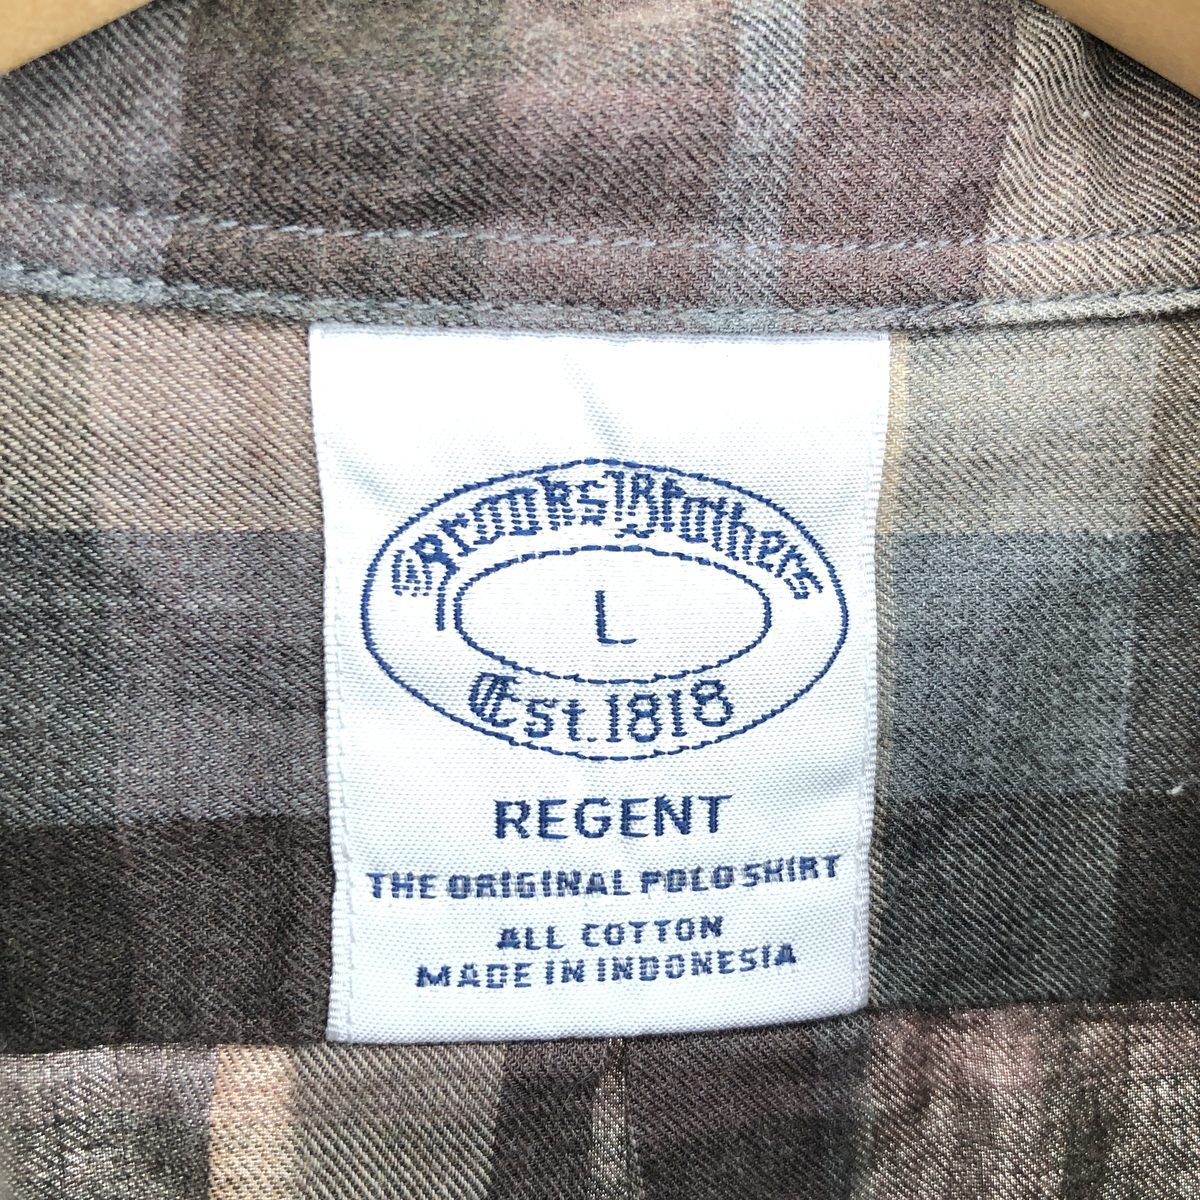 Brooks Brothers
L
Est. 1818
REGENT
THE ORIGINAL POLO SHIRT
ALL COTTON
MADE IN INDONESIA